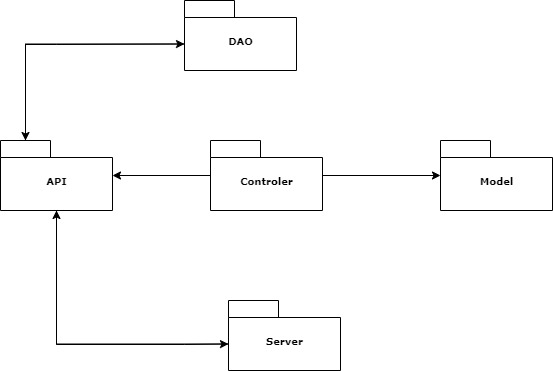 DAO
API
Controler
Model
Server